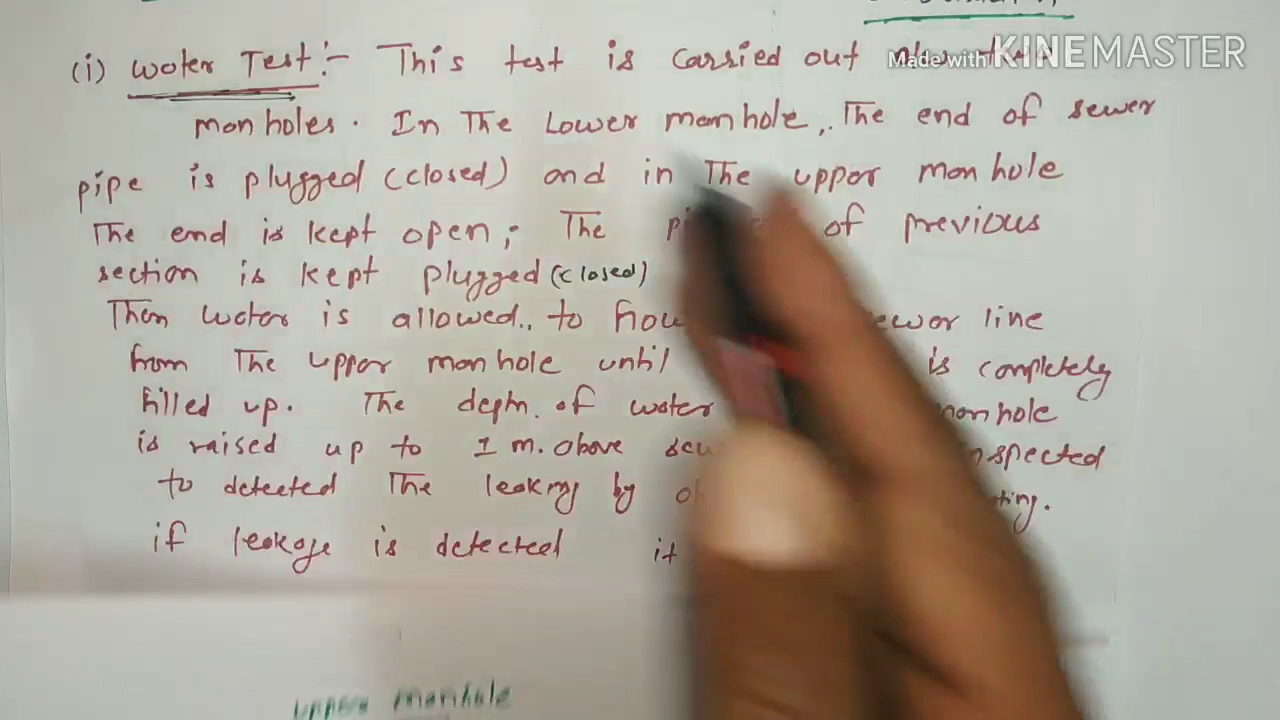 (i) Water Test:- This test is carried out
Made with KINEMASTER
manholes. In The Lower manhole, The end of sewer
pipe is plugged (closed) and in The upper manhole
The end is kept open; The of previous
section is kept plugged (closed)
Then water is allowed.. to flow sewer line
from The upper manhole until is completely
filled up. The depth. of water manhole
is raised up to 1 m. above inspected
to detected The leaking by
if leakage is detected it
upper manhole